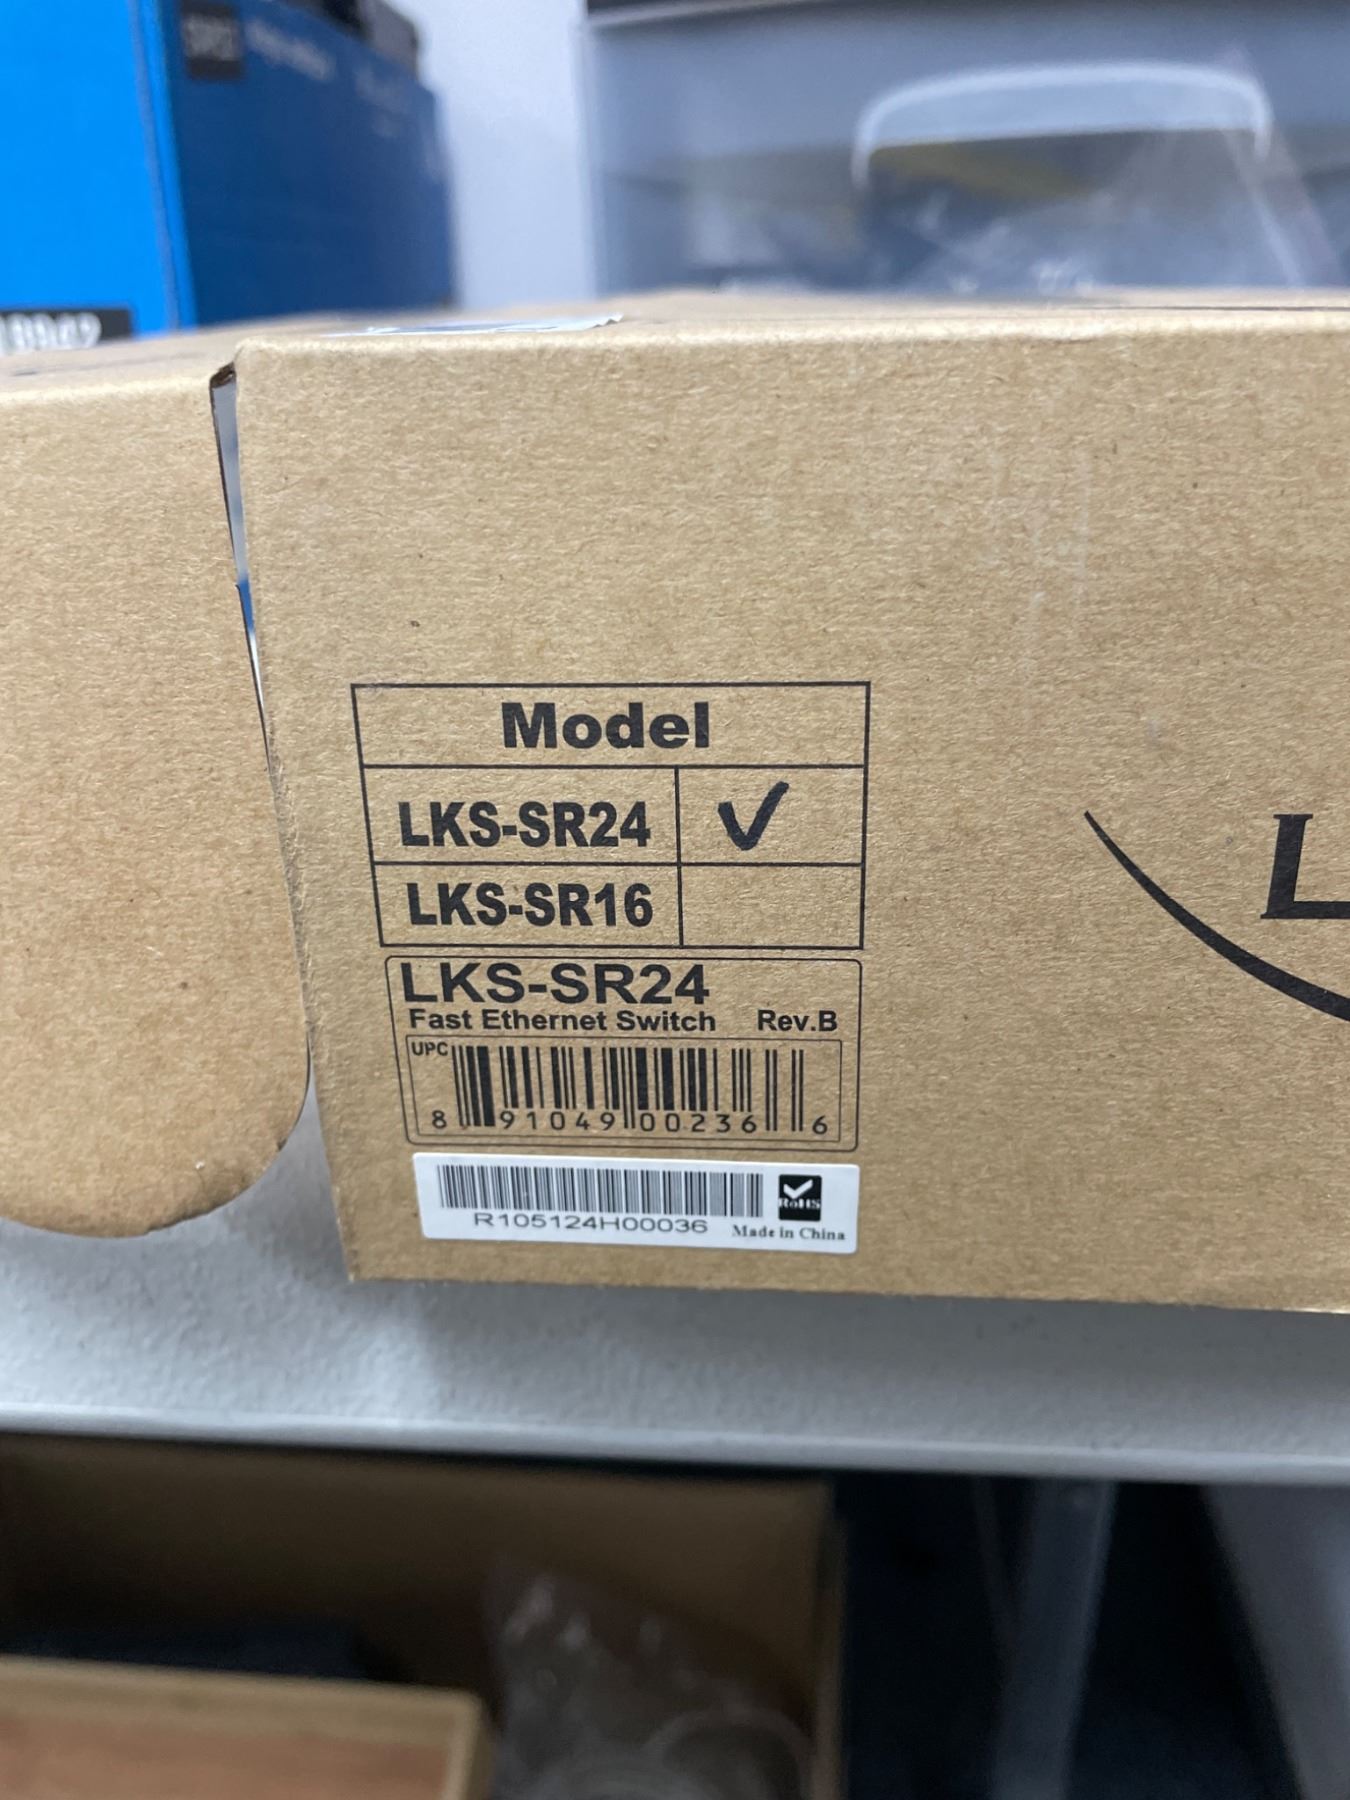 Model
LKS-SR24 ✓
LKS-SR16
LKS-SR24
Fast Ethernet Switch Rev.B
UPC
8 91049 00236 6
R105124H00036
RoHS
Made in China
L